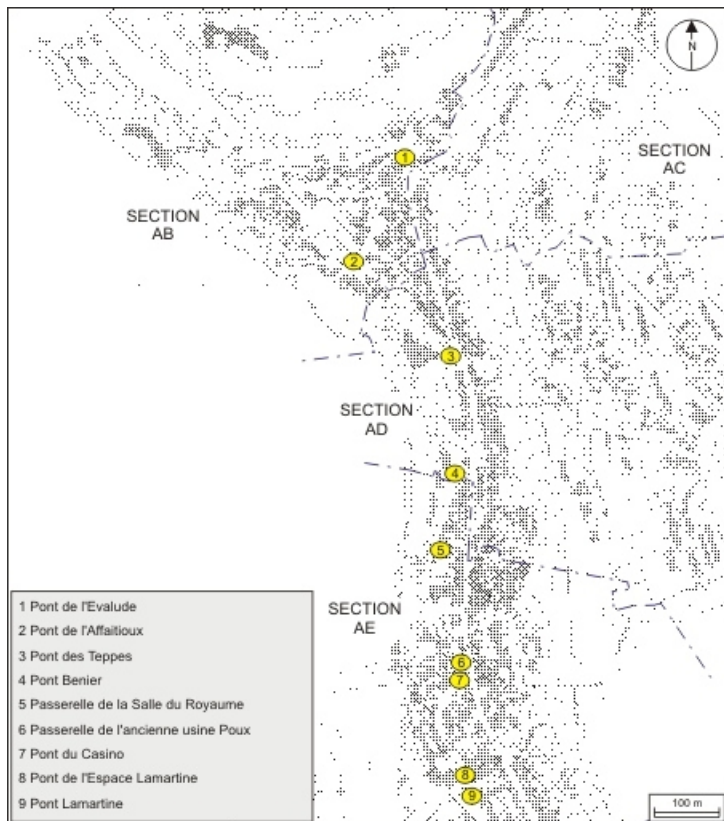 N
1
SECTION
AC
SECTION
AB
2
3
SECTION
AD
4
5
SECTION
AE
6
7
8
9
1 Pont de l'Evalude
2 Pont de l'Affaitioux
3 Pont des Teppes
4 Pont Benier
5 Passerelle de la Salle du Royaume
6 Passerelle de l'ancienne usine Poux
7 Pont du Casino
8 Pont de l'Espace Lamartine
9 Pont Lamartine
100 m